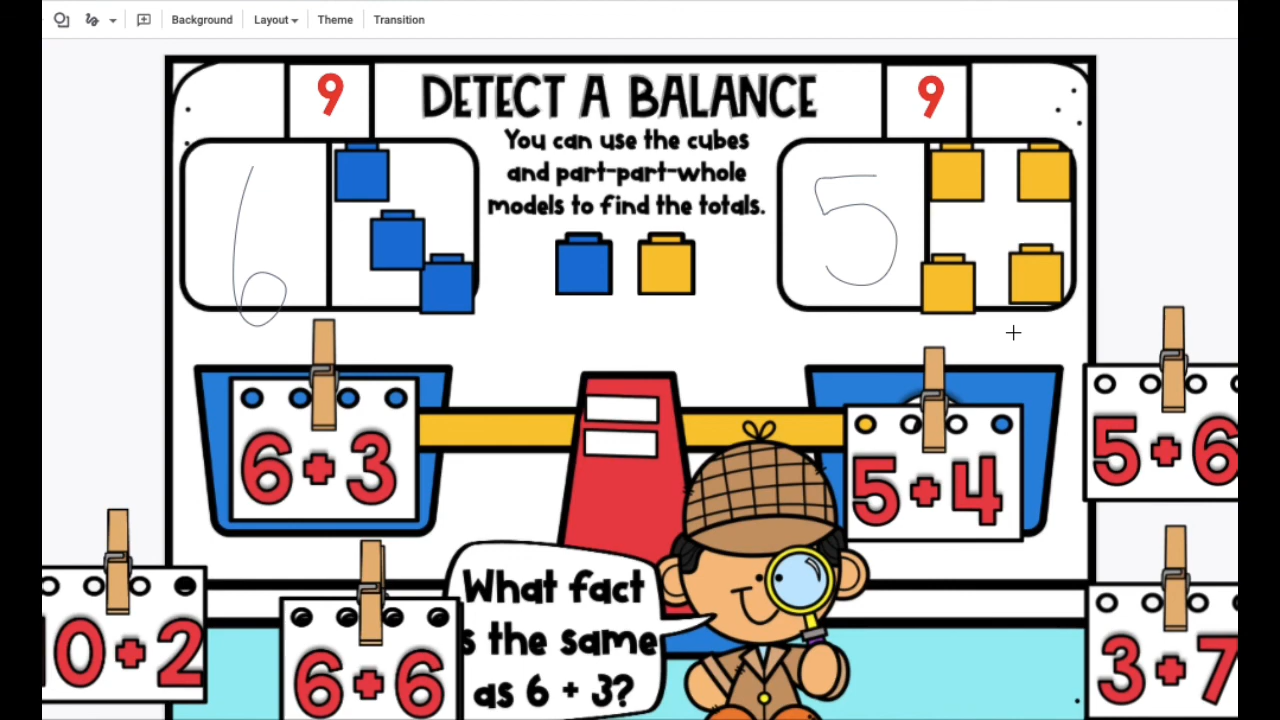 Background Layout Theme Transition
9
DETECT A BALANCE
9
You can use the cubes
and part-part-whole
models to find the totals.
6
5
6+3
5+4
5+6
What fact
s the same
as 6 + 3?
0+2
6+6
3+7